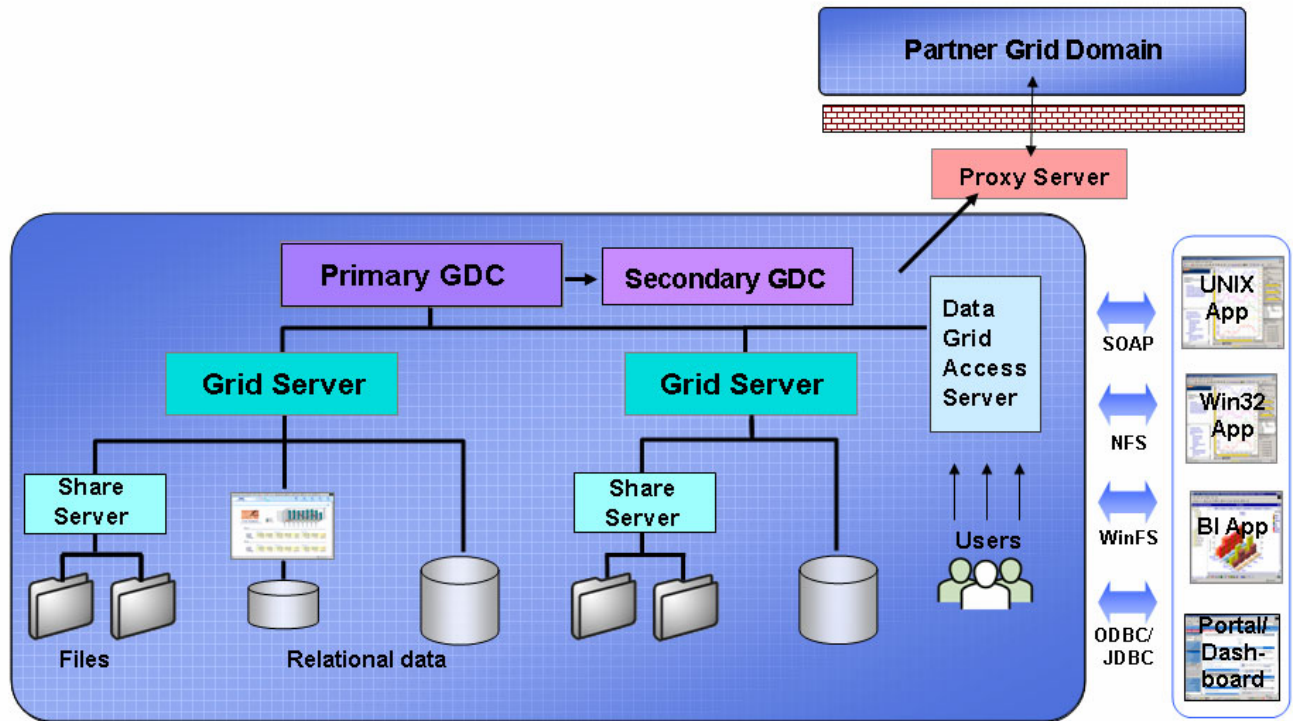 Partner Grid Domain
Proxy Server
Primary GDC
Secondary GDC
Data
Grid
Access
Server
Grid Server
Grid Server
Share
Server
Share
Server
Users
Files
Relational data
SOAP
NFS
WinFS
ODBC/
JDBC
UNIX
App
Win32
App
BI App
Portal/
Dash-
board